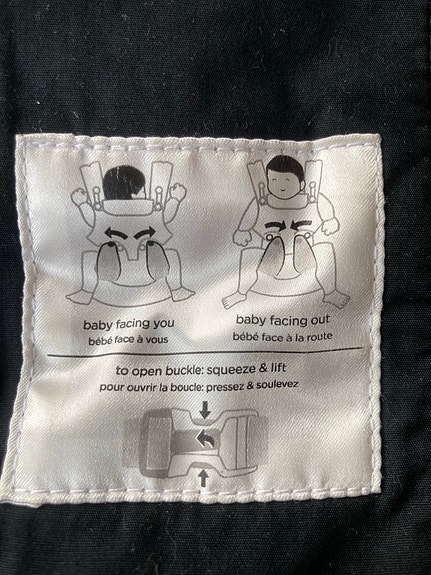 baby facing you
bébé face à vous
baby facing out
bébé face à la route
to open buckle: squeeze & lift
pour ouvrir la boucle: pressez & soulevez